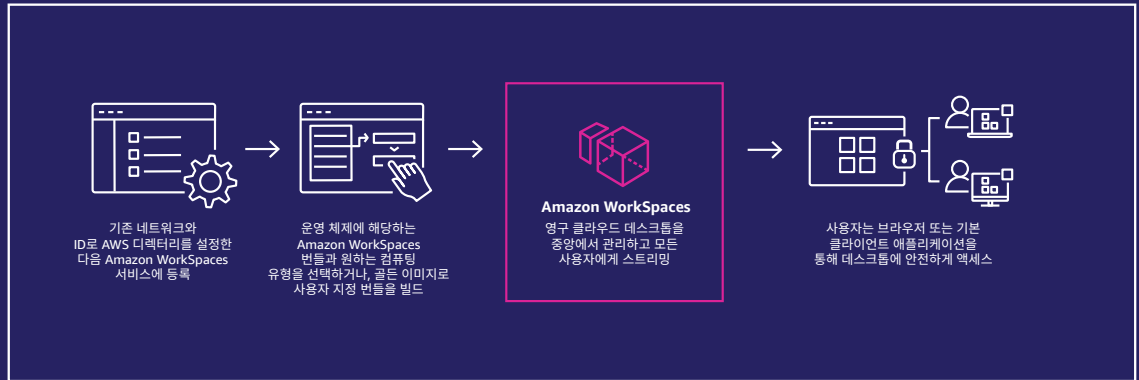 기존 네트워크와
ID로 AWS 디렉터리를 설정한
다음 Amazon WorkSpaces
서비스에 등록
운영 체제에 해당하는
Amazon WorkSpaces
번들과 원하는 컴퓨팅
유형을 선택하거나, 골든 이미지로
사용자 지정 번들을 빌드
Amazon WorkSpaces
영구 클라우드 데스크톱을
중앙에서 관리하고 모든
사용자에게 스트리밍
사용자는 브라우저 또는 기본
클라이언트 애플리케이션을
통해 데스크톱에 안전하게 액세스